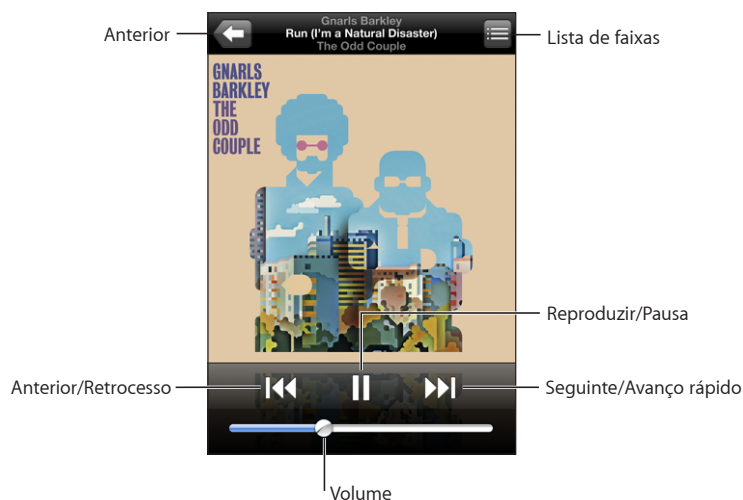 Gnarls Barkley
Anterior
Run (I'm a Natural Disaster)
Lista de faixas
The Odd Couple
GNARLS
BARKLEY
THE
ODD
COUPLE
Reproduzir/Pausa
Anterior/Retrocesso
Seguinte/Avanço rápido
Volume